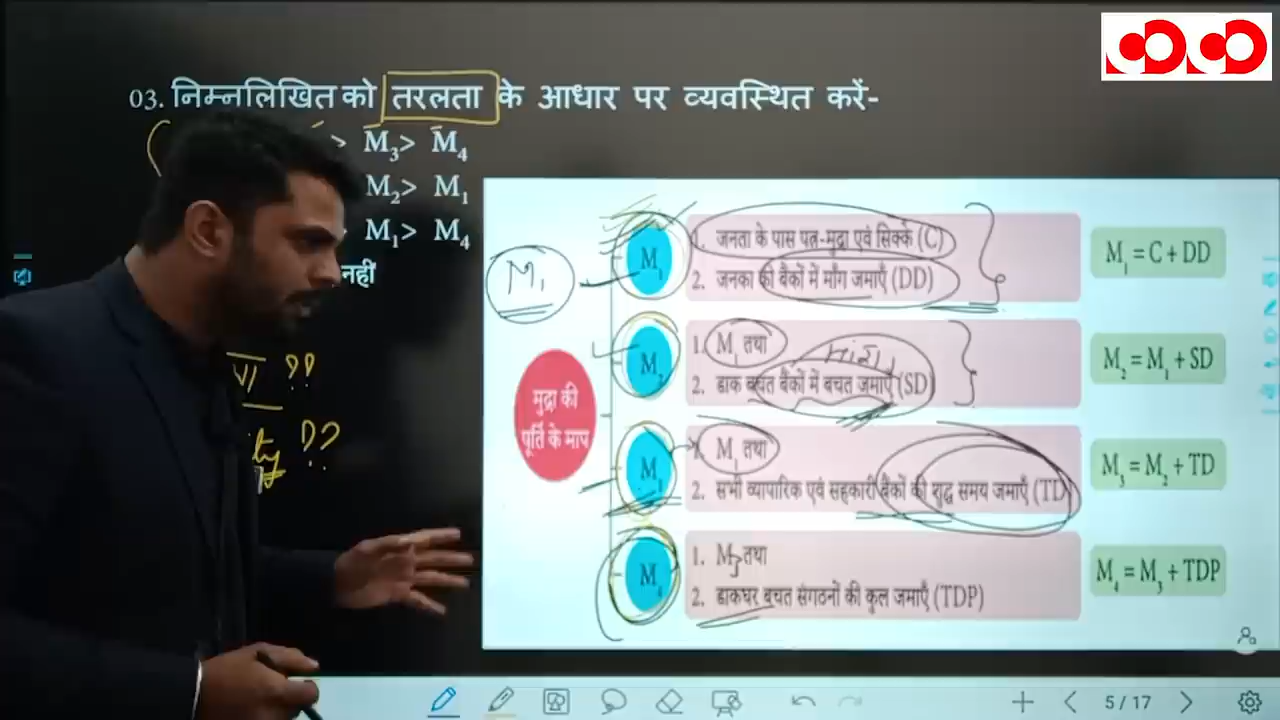 03. निम्नलिखित को तरलता के आधार पर व्यवस्थित करें-
> M3> M4
M2> M1
M1> M4
नहीं
??
??
M1
मुद्रा की
पूर्ति के माप
M1
1. जनता के पास पत्र-मुद्रा एवं सिक्के (C)
2. जनका की बैंकों में माँग जमाएँ (DD)
M1 = C + DD
M2
1. M1 तथा
2. डाक बचत बैंकों में बचत जमाएँ (SD)
M2 = M1 + SD
M3
M1 तथा
2. सभी व्यापारिक एवं सहकारी बैंकों की शुद्ध समय जमाएँ (TD
M3 = M2 + TD
M4
1. M3 तथा
2. डाकघर बचत संगठनों की कुल जमाएँ (TDP)
M4 = M3 + TDP
5 / 17